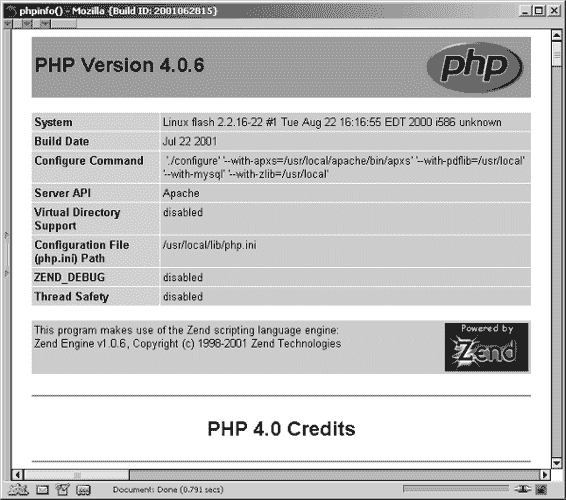 phpinfo() - Mozilla {Build ID: 2001062815}
PHP Version 4.0.6
php
System Linux flash 2.2.16-22 #1 Tue Aug 22 16:16:55 EDT 2000 i586 unknown
Build Date Jul 22 2001
Configure Command './configure' '--with-apxs=/usr/local/apache/bin/apxs' '--with-pdflib=/usr/local'
'--with-mysql' '--with-zlib=/usr/local'
Server API Apache
Virtual Directory disabled
Support
Configuration File /usr/local/lib/php.ini
(php.ini) Path
ZEND_DEBUG disabled
Thread Safety disabled
This program makes use of the Zend scripting language engine:
Zend Engine v1.0.6, Copyright (c) 1998-2001 Zend Technologies
Powered by
Zend
PHP 4.0 Credits
Document: Done (0.791 secs)